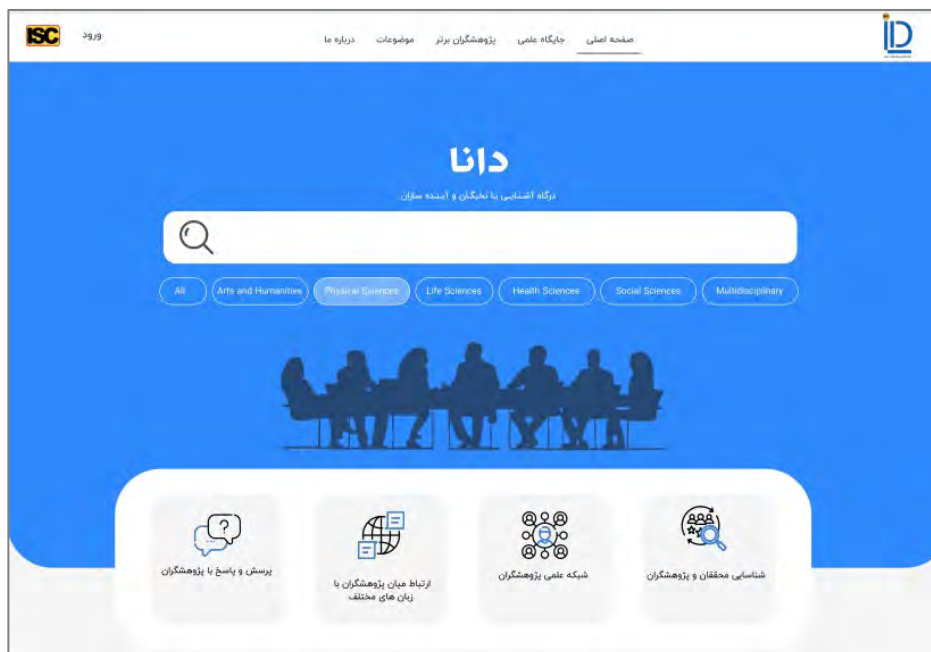 صفحه اصلی
جایگاه علمی
پژوهشگران برتر
موضوعات
درباره ما
ورود
ISC
دانا
درگاه آشنایی با نخبگان و آینده سازان
All
Arts and Humanities
Physical Sciences
Life Sciences
Health Sciences
Social Sciences
Multidisciplinary
شناسایی محققان و پژوهشگران
شبکه علمی پژوهشگران
ارتباط میان پژوهشگران با
زبان های مختلف
پرسش و پاسخ با پژوهشگران